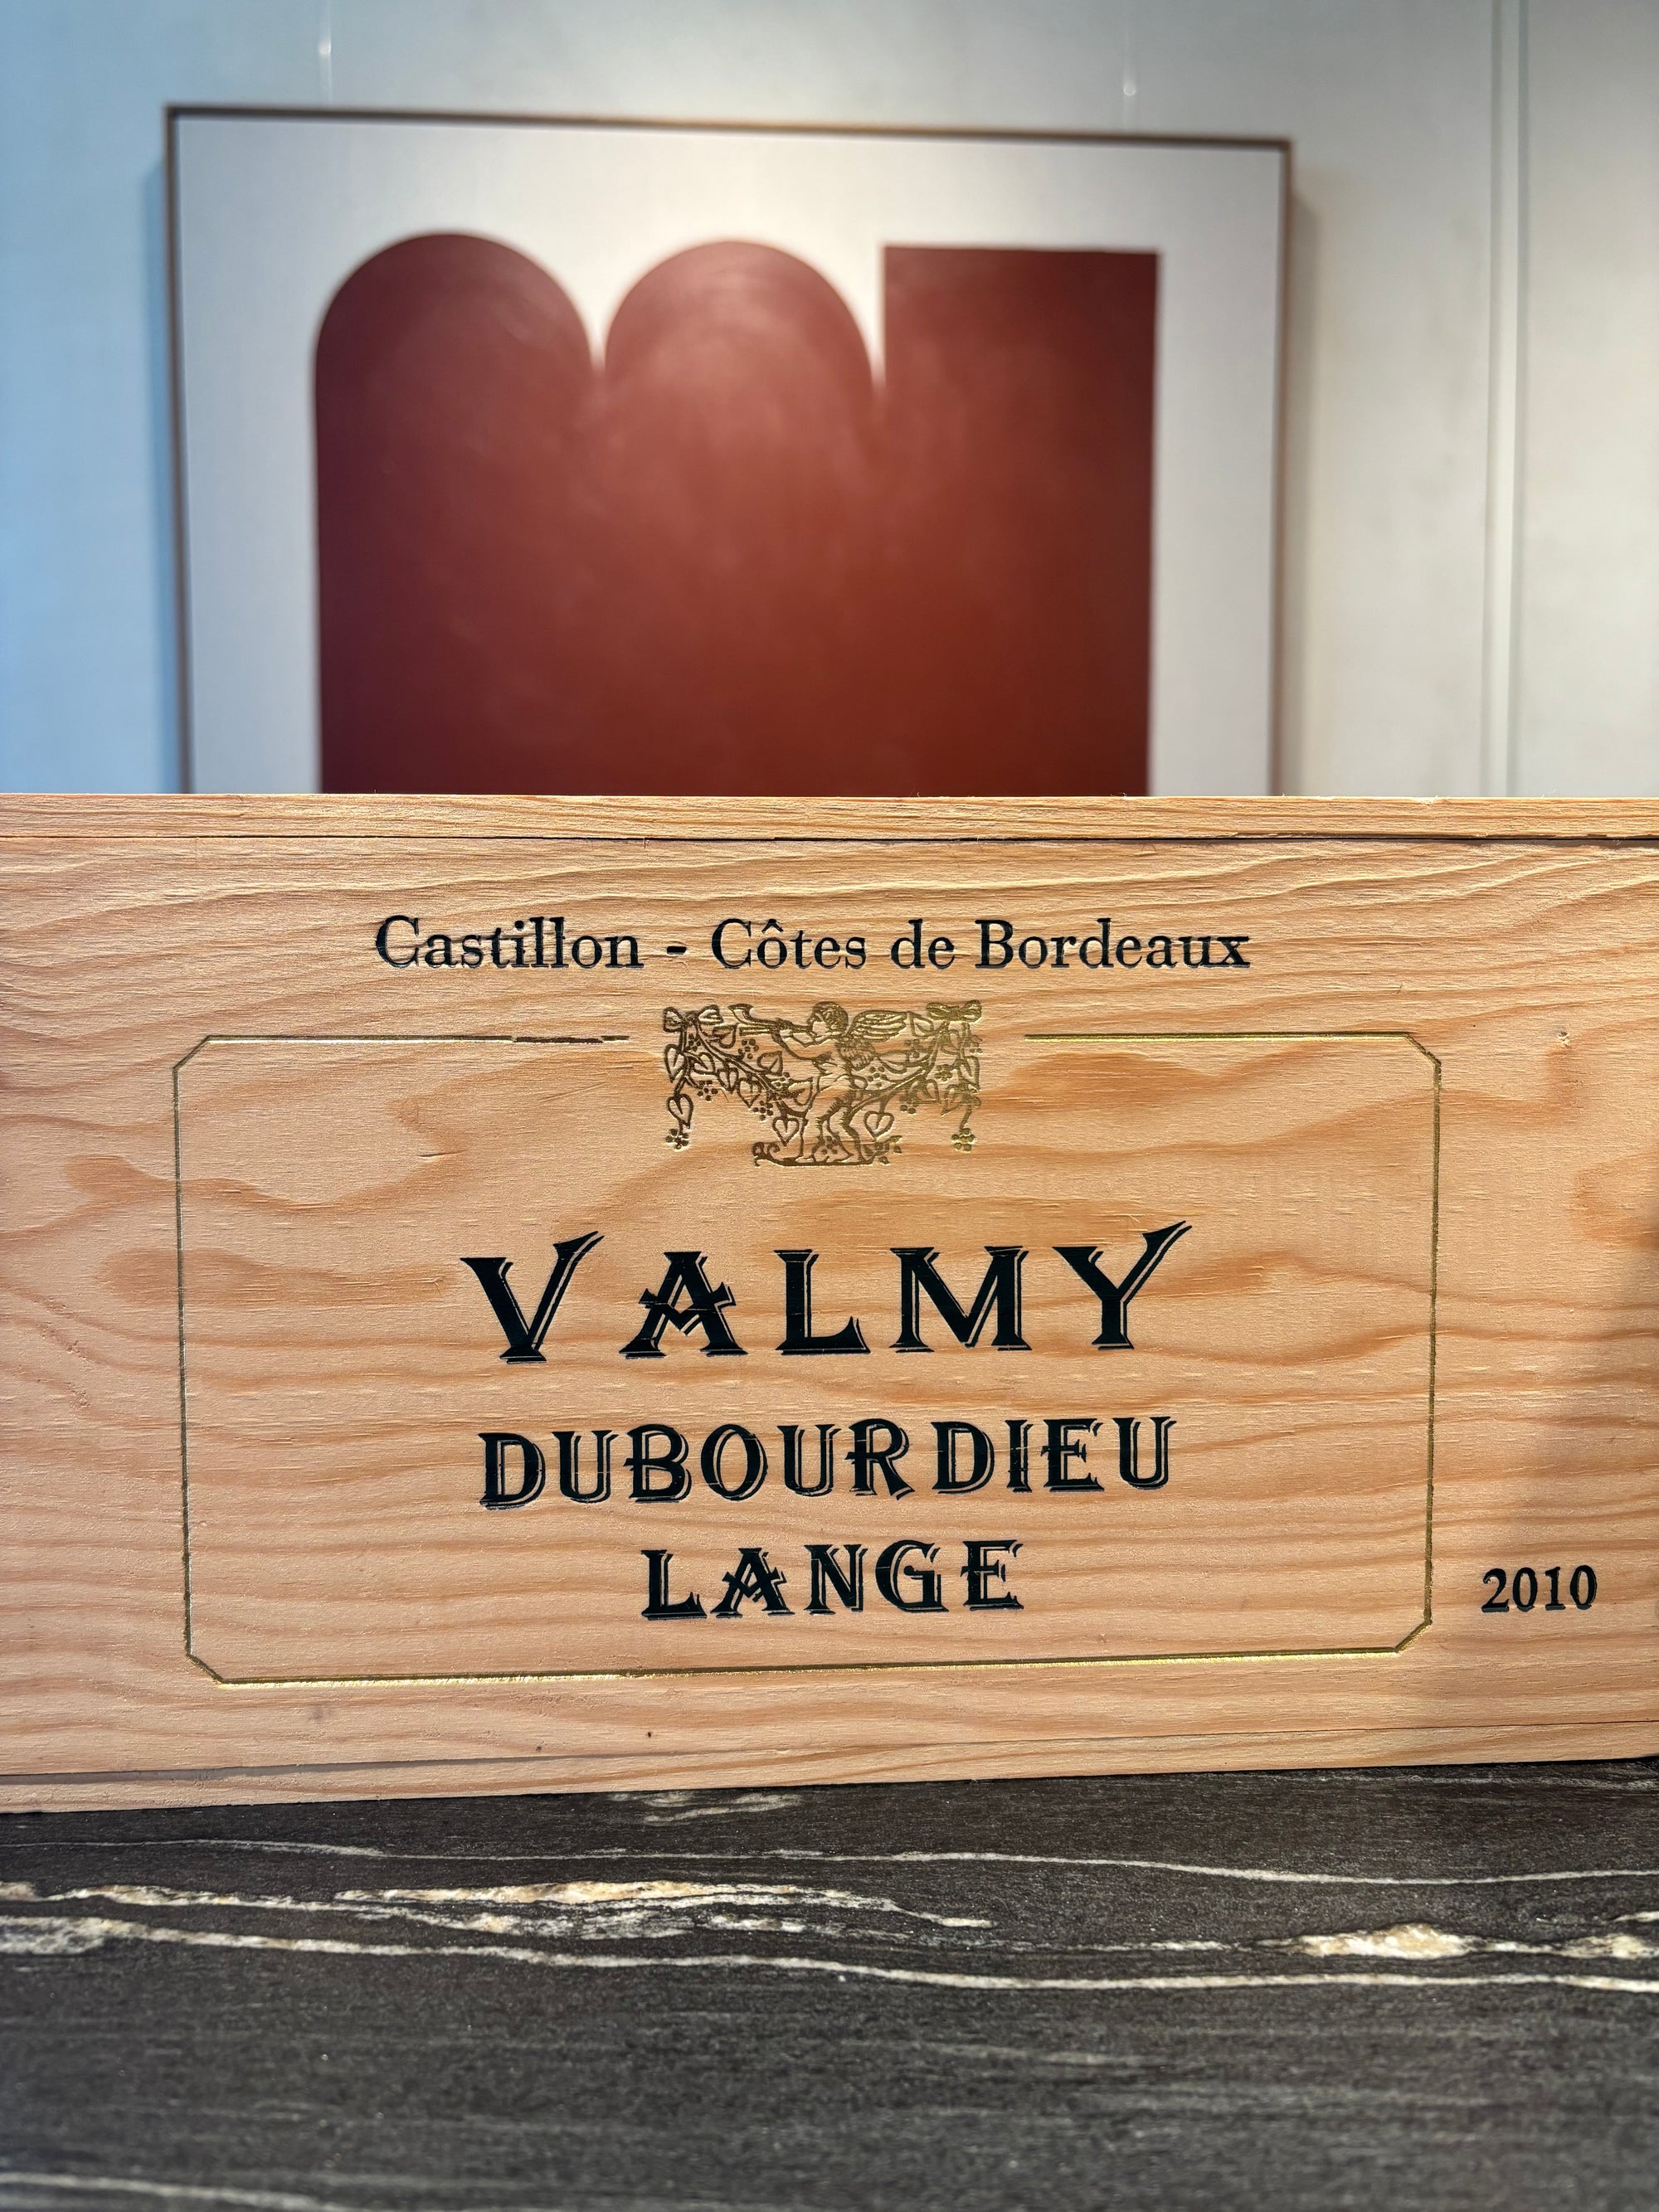 Castillon - Côtes de Bordeaux
VALMY
DUBOURDIEU
LANGE
2010